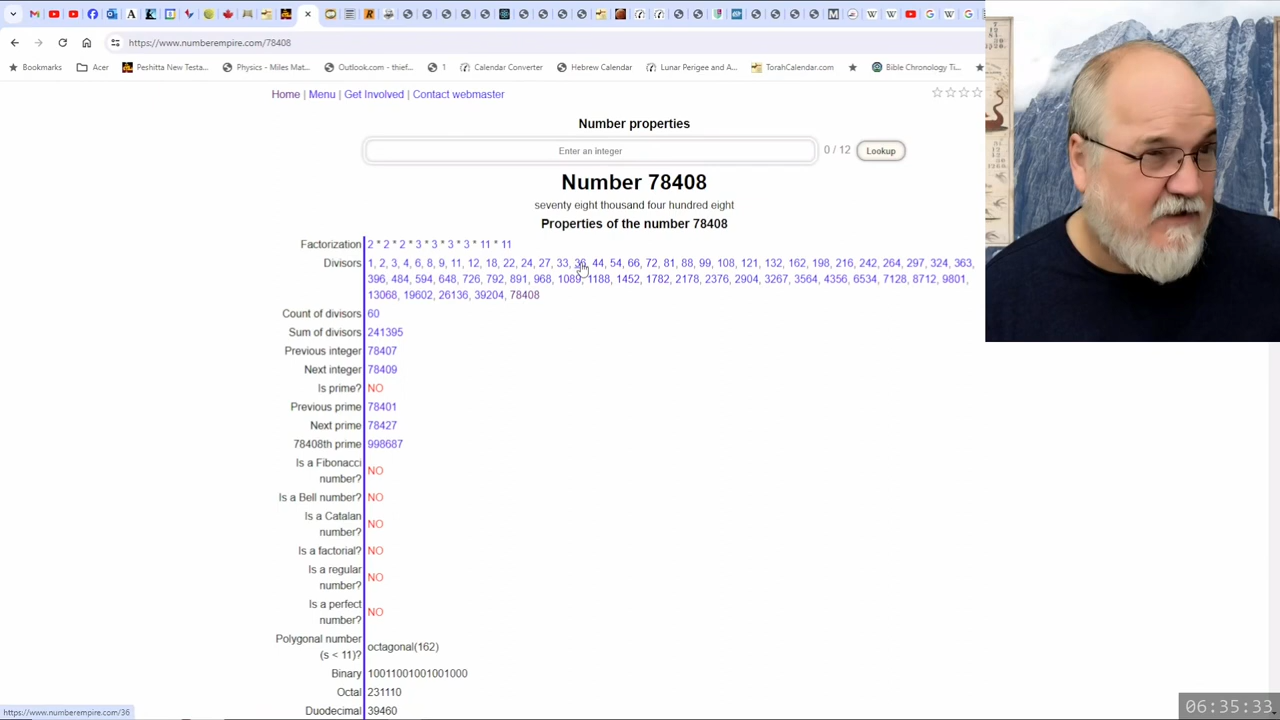 https://www.numberempire.com/78408
Bookmarks Acer Peshitta New Testa... Physics - Miles Mat... Outlook.com - thief... 1 Calendar Converter Hebrew Calendar Lunar Perigee and A... TorahCalendar.com Bible Chronology Ti...
Home | Menu | Get Involved | Contact webmaster
Number properties
Enter an integer 0 / 12 Lookup
Number 78408
seventy eight thousand four hundred eight
Properties of the number 78408
Factorization 2 * 2 * 2 * 3 * 3 * 3 * 3 * 11 * 11
Divisors 1, 2, 3, 4, 6, 8, 9, 11, 12, 18, 22, 24, 27, 33, 36, 44, 54, 66, 72, 81, 88, 99, 108, 121, 132, 162, 198, 216, 242, 264, 297, 324, 363,
396, 484, 594, 648, 726, 792, 891, 968, 1089, 1188, 1452, 1782, 2178, 2376, 2904, 3267, 3564, 4356, 6534, 7128, 8712, 9801,
13068, 19602, 26136, 39204, 78408
Count of divisors 60
Sum of divisors 241395
Previous integer 78407
Next integer 78409
Is prime? NO
Previous prime 78401
Next prime 78427
78408th prime 998687
Is a Fibonacci
number? NO
Is a Bell number? NO
Is a Catalan
number? NO
Is a factorial? NO
Is a regular
number? NO
Is a perfect
number? NO
Polygonal number
(s < 11)? octagonal(162)
Binary 10011001001001000
Octal 231110
Duodecimal 39460
https://www.numberempire.com/36
06:35:33